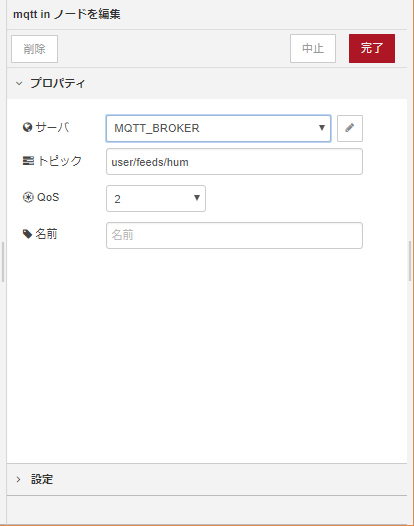 mqtt in ノードを編集
削除 中止 完了
プロパティ
サーバ MQTT_BROKER
トピック user/feeds/hum
QoS 2
名前 名前
設定